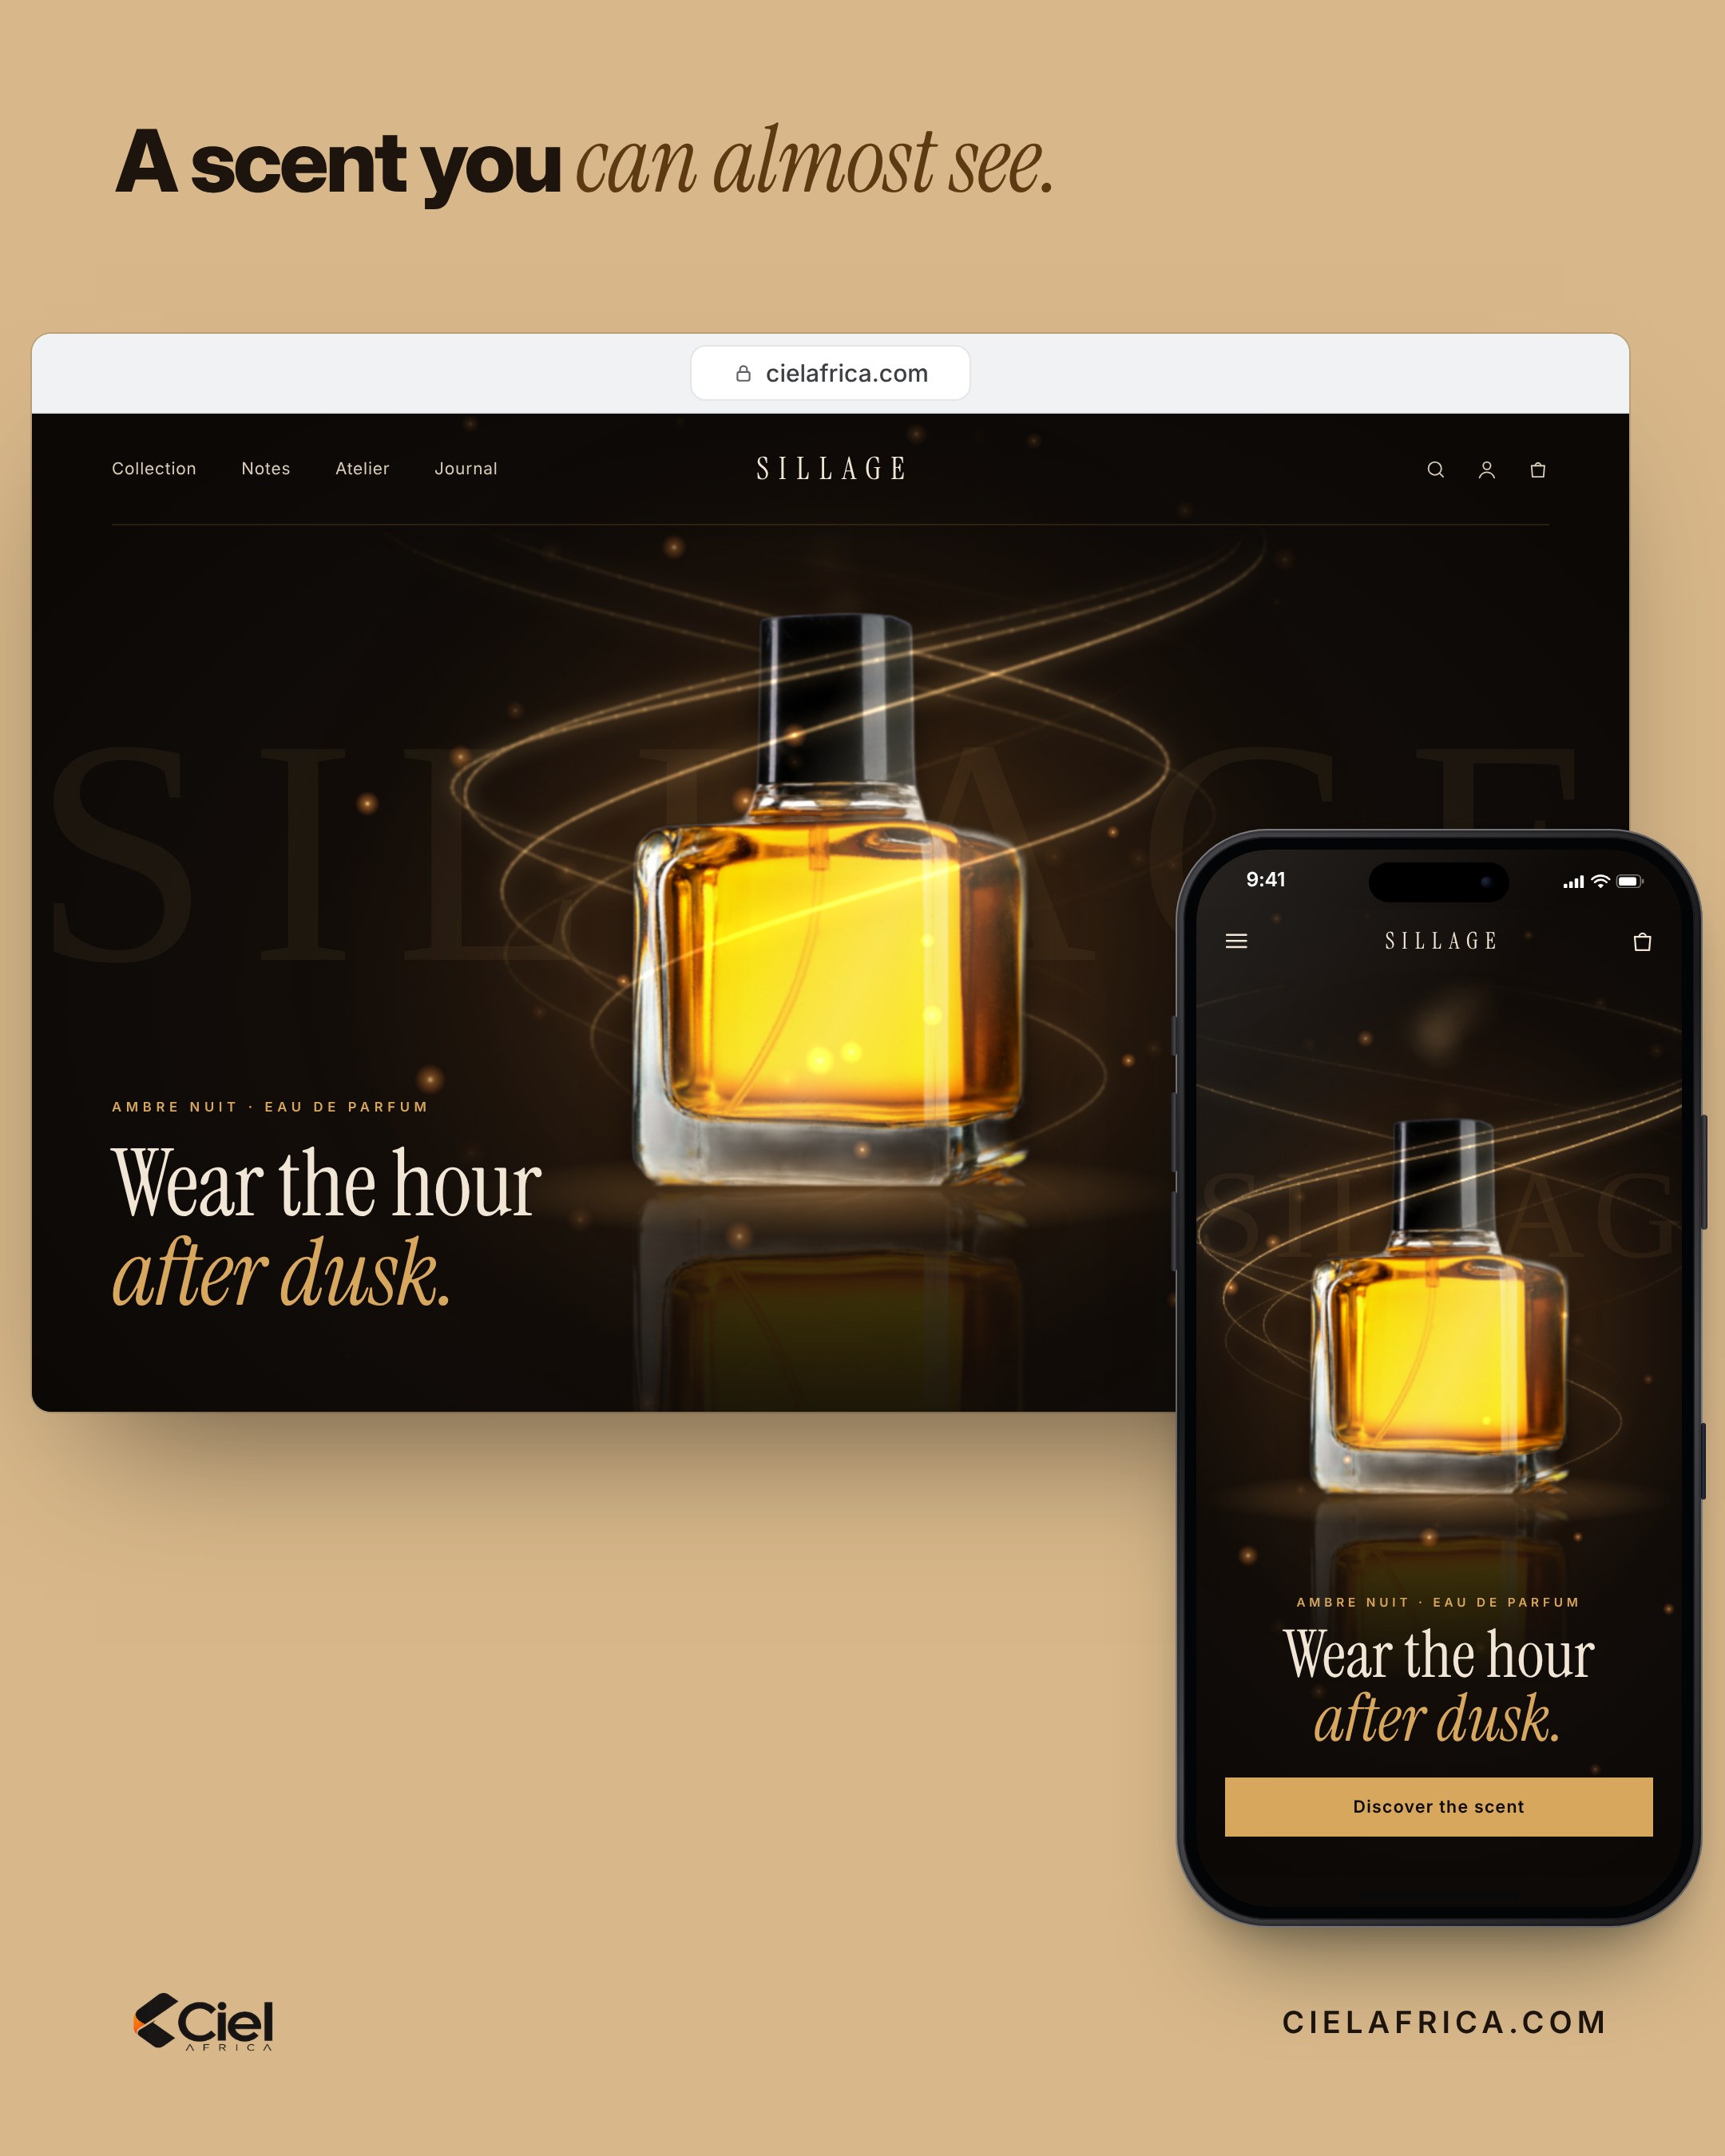 A scent you can almost see.
cielafrica.com
Collection Notes Atelier Journal SILLAGE
SILLAGE
AMBRE NUIT · EAU DE PARFUM
Wear the hour
after dusk.
9:41
SILLAGE
SILLAG
AMBRE NUIT · EAU DE PARFUM
Wear the hour
after dusk.
Discover the scent
Ciel
AFRICA
CIELAFRICA.COM